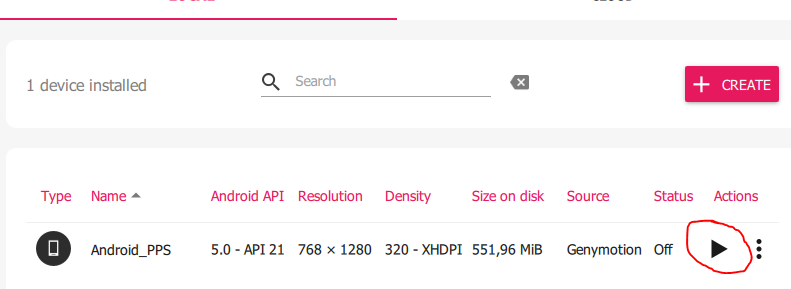 1 device installed
Search
CREATE
Type Name Android API Resolution Density Size on disk Source Status Actions
Android_PPS 5.0 - API 21 768 × 1280 320 - XHDPI 551,96 MiB Genymotion Off